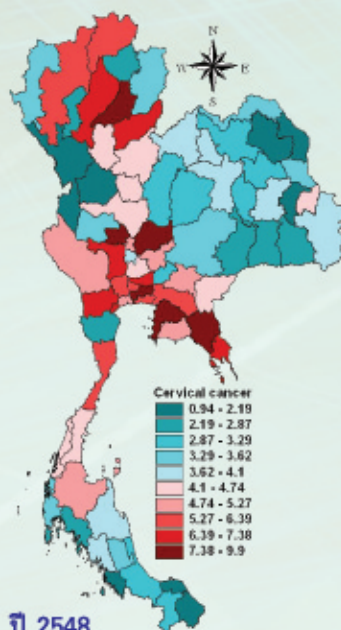 N
W E
S
Cervical cancer
0.94 - 2.19
2.19 - 2.87
2.87 - 3.29
3.29 - 3.62
3.62 - 4.1
4.1 - 4.74
4.74 - 5.27
5.27 - 6.39
6.39 - 7.38
7.38 - 9.9
ปี 2548